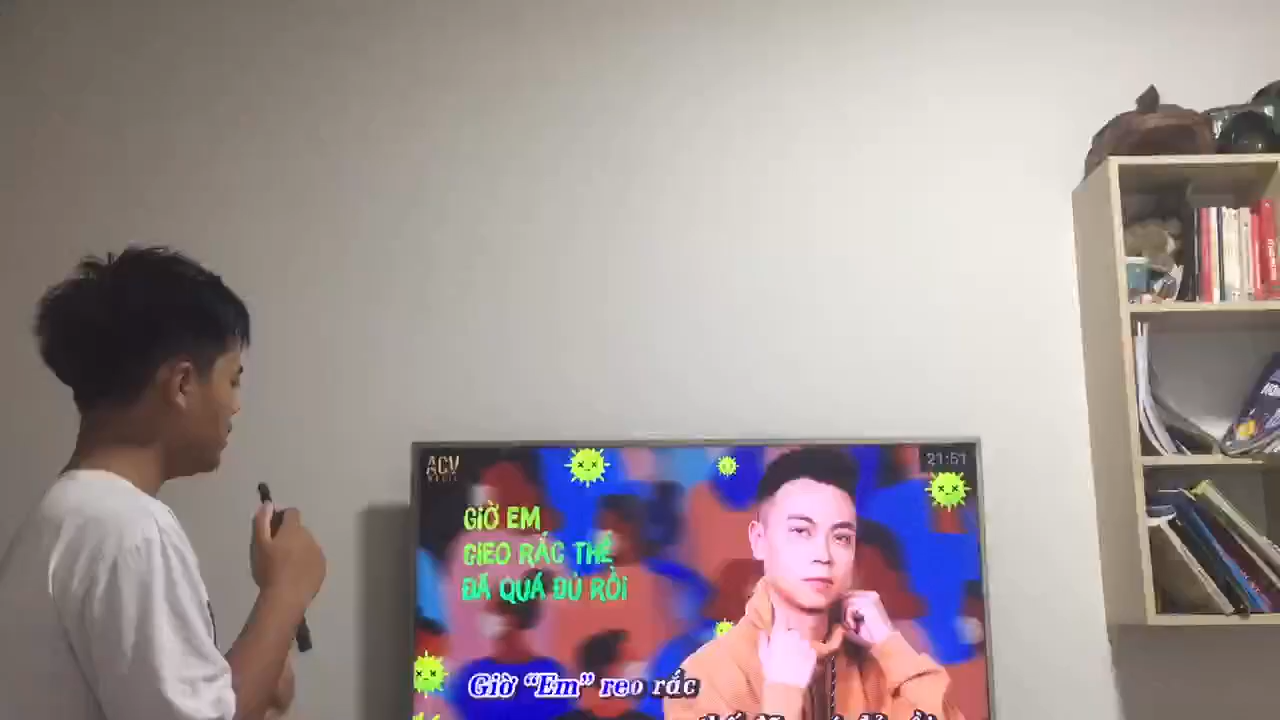 ACV
21:51
GIỜ EM
GIEO RẮC THẾ
ĐÃ QUÁ ĐỦ RỒI
Giờ “Em” reo rắc